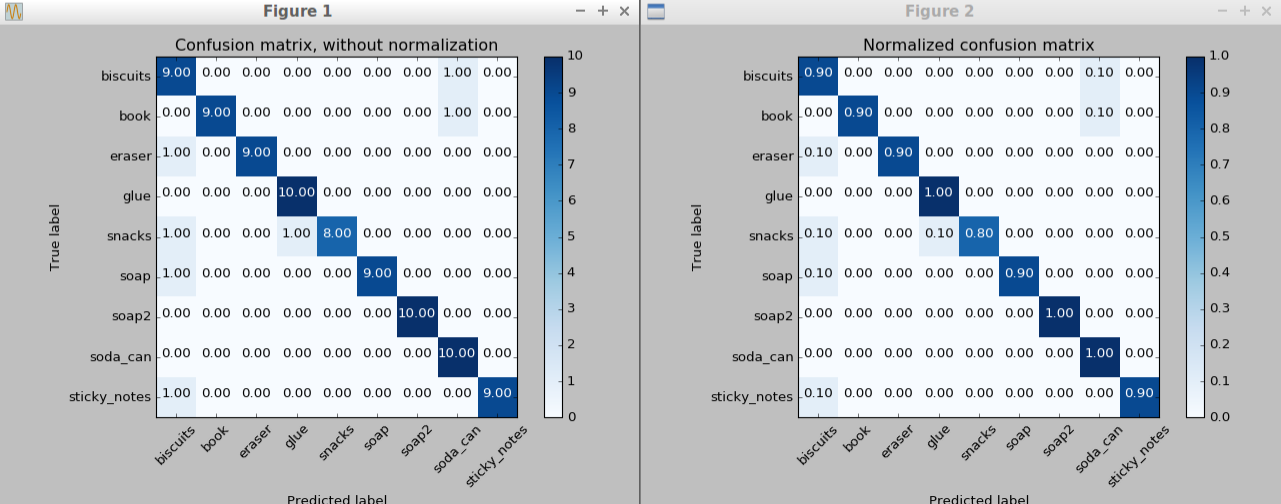 Figure 1
Confusion matrix, without normalization
True label
biscuits 9.00 0.00 0.00 0.00 0.00 0.00 0.00 1.00 0.00
book 0.00 9.00 0.00 0.00 0.00 0.00 0.00 1.00 0.00
eraser 1.00 0.00 9.00 0.00 0.00 0.00 0.00 0.00 0.00
glue 0.00 0.00 0.00 10.00 0.00 0.00 0.00 0.00 0.00
snacks 1.00 0.00 0.00 1.00 8.00 0.00 0.00 0.00 0.00
soap 1.00 0.00 0.00 0.00 0.00 9.00 0.00 0.00 0.00
soap2 0.00 0.00 0.00 0.00 0.00 0.00 10.00 0.00 0.00
soda_can 0.00 0.00 0.00 0.00 0.00 0.00 0.00 10.00 0.00
sticky_notes 1.00 0.00 0.00 0.00 0.00 0.00 0.00 0.00 9.00
biscuits book eraser glue snacks soap soap2 soda_can sticky_notes
Predicted label
10
9
8
7
6
5
4
3
2
1
0
Figure 2
Normalized confusion matrix
True label
biscuits 0.90 0.00 0.00 0.00 0.00 0.00 0.00 0.10 0.00
book 0.00 0.90 0.00 0.00 0.00 0.00 0.00 0.10 0.00
eraser 0.10 0.00 0.90 0.00 0.00 0.00 0.00 0.00 0.00
glue 0.00 0.00 0.00 1.00 0.00 0.00 0.00 0.00 0.00
snacks 0.10 0.00 0.00 0.10 0.80 0.00 0.00 0.00 0.00
soap 0.10 0.00 0.00 0.00 0.00 0.90 0.00 0.00 0.00
soap2 0.00 0.00 0.00 0.00 0.00 0.00 1.00 0.00 0.00
soda_can 0.00 0.00 0.00 0.00 0.00 0.00 0.00 1.00 0.00
sticky_notes 0.10 0.00 0.00 0.00 0.00 0.00 0.00 0.00 0.90
biscuits book eraser glue snacks soap soap2 soda_can sticky_notes
Predicted label
1.0
0.9
0.8
0.7
0.6
0.5
0.4
0.3
0.2
0.1
0.0